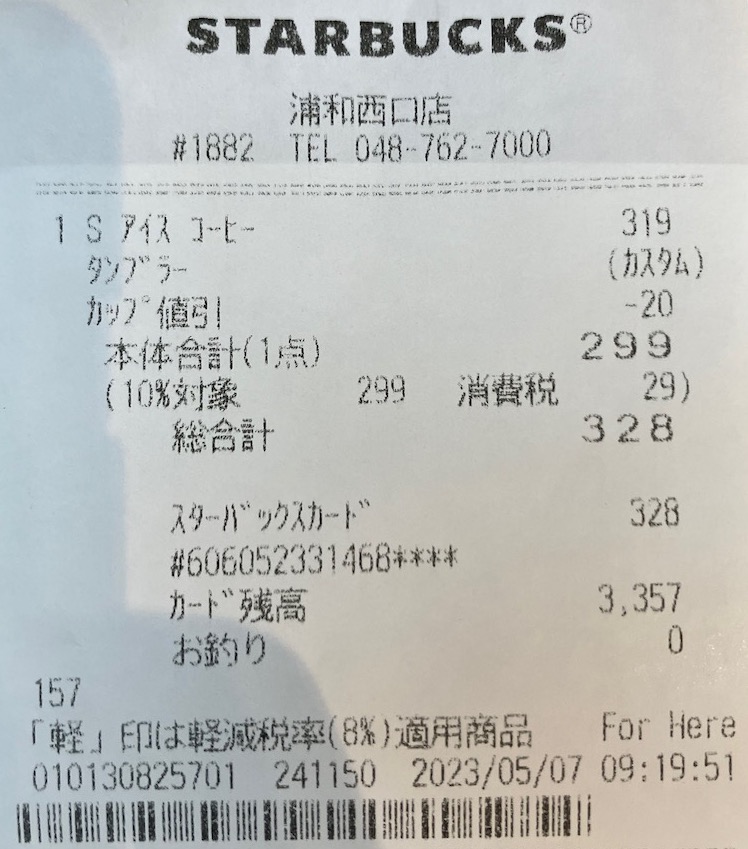 STARBUCKS®
浦和西口店
#1882 TEL 048-762-7000
1 S アイス コーヒー 319
タンブラー (カスタム)
カップ値引 -20
本体合計(1点) 299
(10%対象 299 消費税 29)
総合計 328
スターバックスカード 328
#606052331468****
カード残高 3,357
お釣り 0
157
「軽」印は軽減税率(8%)適用商品 For Here
010130825701 241150 2023/05/07 09:19:51